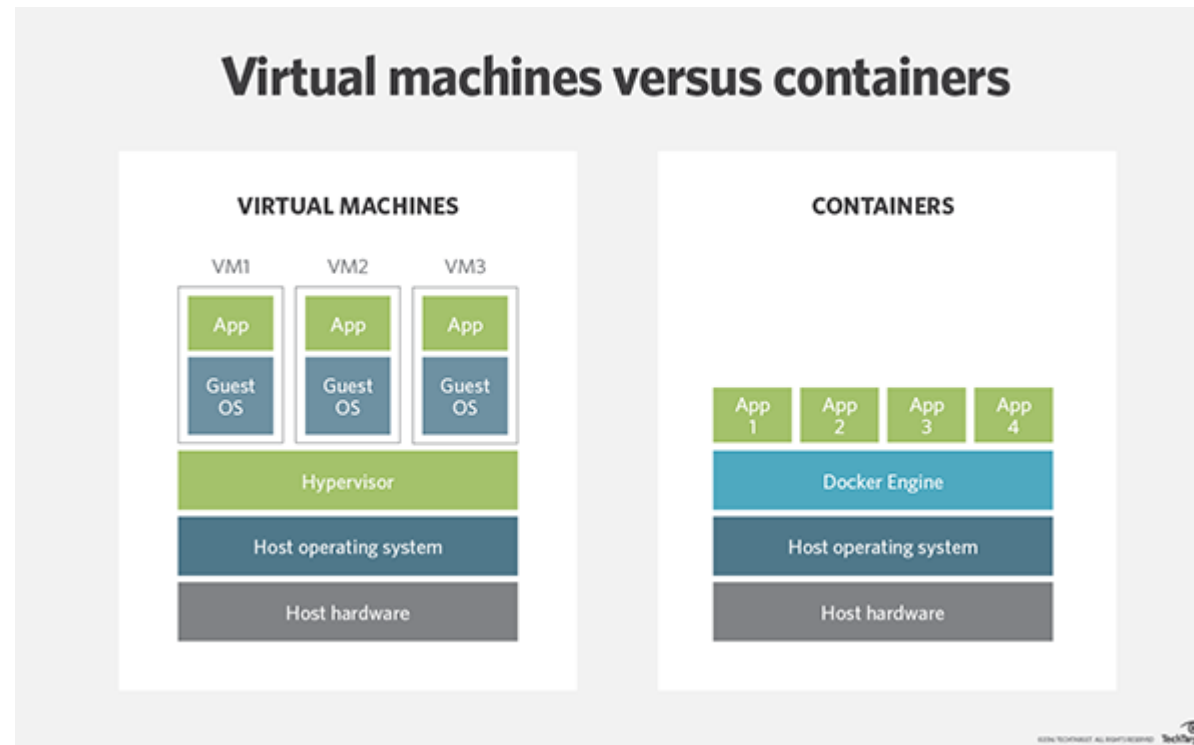 Virtual machines versus containers
VIRTUAL MACHINES
VM1 VM2 VM3
App App App
Guest Guest Guest
OS OS OS
Hypervisor
Host operating system
Host hardware
CONTAINERS
App App App App
1 2 3 4
Docker Engine
Host operating system
Host hardware